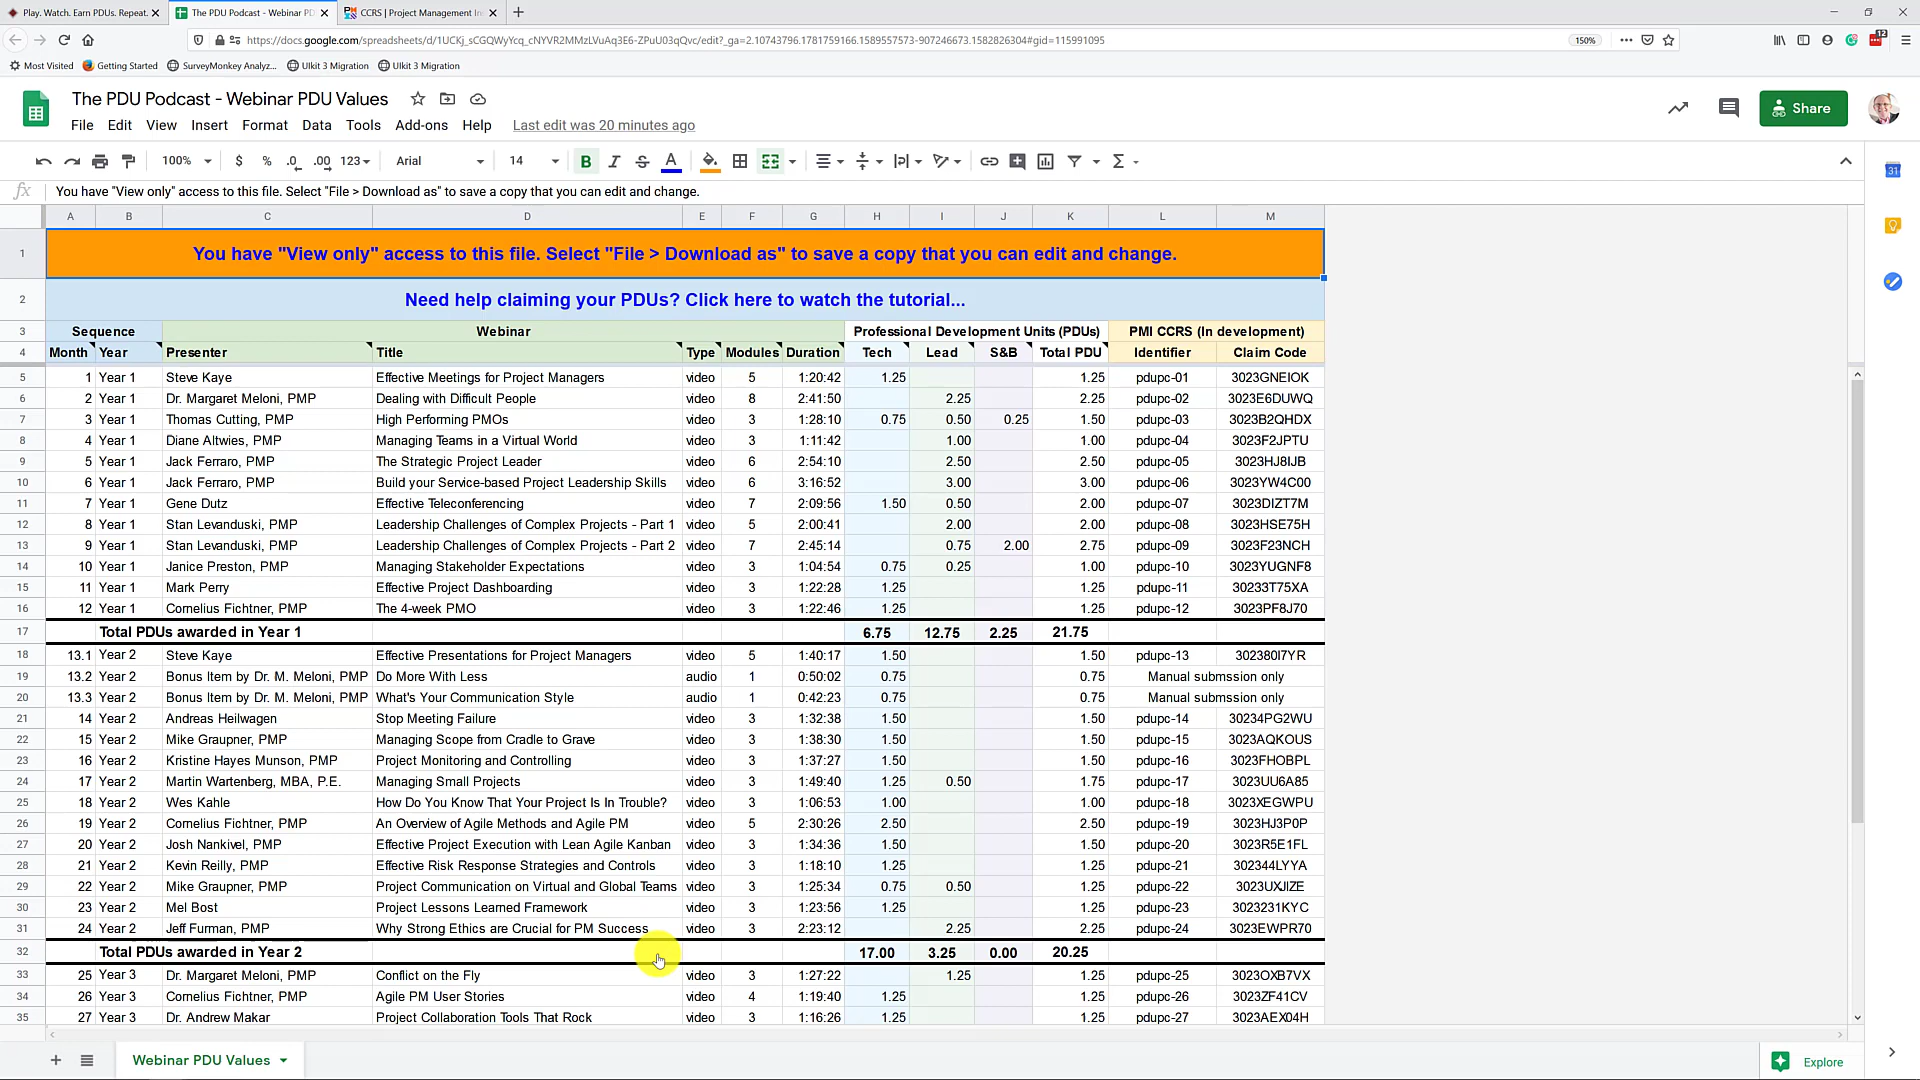 Play. Watch. Earn PDUs. Repeat.
The PDU Podcast - Webinar PD
CCRS | Project Management In
https://docs.google.com/spreadsheets/d/1UCKj_sCGQWyYcq_cNYVR2MMzLVuAq3E6-ZPuU03qQvc/edit?_ga=2.10743796.1781759166.1589557573-907246673.1582826304#gid=115991095
150%
12
Most Visited Getting Started SurveyMonkey Analyz... UIkit 3 Migration UIkit 3 Migration
The PDU Podcast - Webinar PDU Values
Share
File Edit View Insert Format Data Tools Add-ons Help Last edit was 20 minutes ago
100% $ % .0 .00 123 Arial 14 B I S A
31
fx You have "View only" access to this file. Select "File > Download as" to save a copy that you can edit and change.
A B C D E F G H I J K L M
1 You have "View only" access to this file. Select "File > Download as" to save a copy that you can edit and change.
2 Need help claiming your PDUs? Click here to watch the tutorial...
3 Sequence Webinar Professional Development Units (PDUs) PMI CCRS (In development)
4 Month Year Presenter Title Type Modules Duration Tech Lead S&B Total PDU Identifier Claim Code
5 1 Year 1 Steve Kaye Effective Meetings for Project Managers video 5 1:20:42 1.25 1.25 pdupc-01 3023GNEIOK
6 2 Year 1 Dr. Margaret Meloni, PMP Dealing with Difficult People video 8 2:41:50 2.25 2.25 pdupc-02 3023E6DUWQ
7 3 Year 1 Thomas Cutting, PMP High Performing PMOs video 3 1:28:10 0.75 0.50 0.25 1.50 pdupc-03 3023B2QHDX
8 4 Year 1 Diane Altwies, PMP Managing Teams in a Virtual World video 3 1:11:42 1.00 1.00 pdupc-04 3023F2JPTU
9 5 Year 1 Jack Ferraro, PMP The Strategic Project Leader video 6 2:54:10 2.50 2.50 pdupc-05 3023HJ8IJB
10 6 Year 1 Jack Ferraro, PMP Build your Service-based Project Leadership Skills video 6 3:16:52 3.00 3.00 pdupc-06 3023YW4C00
11 7 Year 1 Gene Dutz Effective Teleconferencing video 7 2:09:56 1.50 0.50 2.00 pdupc-07 3023DIZT7M
12 8 Year 1 Stan Levanduski, PMP Leadership Challenges of Complex Projects - Part 1 video 5 2:00:41 2.00 2.00 pdupc-08 3023HSE75H
13 9 Year 1 Stan Levanduski, PMP Leadership Challenges of Complex Projects - Part 2 video 7 2:45:14 0.75 2.00 2.75 pdupc-09 3023F23NCH
14 10 Year 1 Janice Preston, PMP Managing Stakeholder Expectations video 3 1:04:54 0.75 0.25 1.00 pdupc-10 3023YUGNF8
15 11 Year 1 Mark Perry Effective Project Dashboarding video 3 1:22:28 1.25 1.25 pdupc-11 30233T75XA
16 12 Year 1 Cornelius Fichtner, PMP The 4-week PMO video 3 1:22:46 1.25 1.25 pdupc-12 3023PF8J70
17 Total PDUs awarded in Year 1 6.75 12.75 2.25 21.75
18 13.1 Year 2 Steve Kaye Effective Presentations for Project Managers video 5 1:40:17 1.50 1.50 pdupc-13 302380I7YR
19 13.2 Year 2 Bonus Item by Dr. M. Meloni, PMP Do More With Less audio 1 0:50:02 0.75 0.75 Manual submssion only
20 13.3 Year 2 Bonus Item by Dr. M. Meloni, PMP What's Your Communication Style audio 1 0:42:23 0.75 0.75 Manual submssion only
21 14 Year 2 Andreas Heilwagen Stop Meeting Failure video 3 1:32:38 1.50 1.50 pdupc-14 30234PG2WU
22 15 Year 2 Mike Graupner, PMP Managing Scope from Cradle to Grave video 3 1:38:30 1.50 1.50 pdupc-15 3023AQKOUS
23 16 Year 2 Kristine Hayes Munson, PMP Project Monitoring and Controlling video 3 1:37:27 1.50 1.50 pdupc-16 3023FHOBPL
24 17 Year 2 Martin Wartenberg, MBA, P.E. Managing Small Projects video 3 1:49:40 1.25 0.50 1.75 pdupc-17 3023UU6A85
25 18 Year 2 Wes Kahle How Do You Know That Your Project Is In Trouble? video 3 1:06:53 1.00 1.00 pdupc-18 3023XEGWPU
26 19 Year 2 Cornelius Fichtner, PMP An Overview of Agile Methods and Agile PM video 5 2:30:26 2.50 2.50 pdupc-19 3023HJ3P0P
27 20 Year 2 Josh Nankivel, PMP Effective Project Execution with Lean Agile Kanban video 3 1:34:36 1.50 1.50 pdupc-20 3023R5E1FL
28 21 Year 2 Kevin Reilly, PMP Effective Risk Response Strategies and Controls video 3 1:18:10 1.25 1.25 pdupc-21 302344LYYA
29 22 Year 2 Mike Graupner, PMP Project Communication on Virtual and Global Teams video 3 1:25:34 0.75 0.50 1.25 pdupc-22 3023UXJIZE
30 23 Year 2 Mel Bost Project Lessons Learned Framework video 3 1:23:56 1.25 1.25 pdupc-23 3023231KYC
31 24 Year 2 Jeff Furman, PMP Why Strong Ethics are Crucial for PM Success video 3 2:23:12 2.25 2.25 pdupc-24 3023EWPR70
32 Total PDUs awarded in Year 2 17.00 3.25 0.00 20.25
33 25 Year 3 Dr. Margaret Meloni, PMP Conflict on the Fly video 3 1:27:22 1.25 1.25 pdupc-25 3023OXB7VX
34 26 Year 3 Cornelius Fichtner, PMP Agile PM User Stories video 4 1:19:40 1.25 1.25 pdupc-26 3023ZF41CV
35 27 Year 3 Dr. Andrew Makar Project Collaboration Tools That Rock video 3 1:16:26 1.25 1.25 pdupc-27 3023AEX04H
Webinar PDU Values
Explore